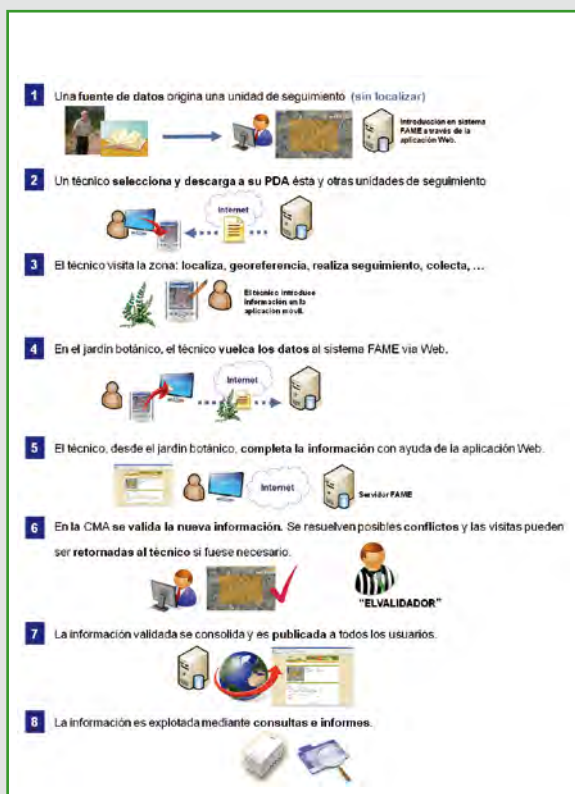 1 Una fuente de datos origina una unidad de seguimiento (sin localizar)
Introducción en sistema
FAME a través de la
aplicación Web.
2 Un técnico selecciona y descarga a su PDA ésta y otras unidades de seguimiento
Internet
3 El técnico visita la zona: localiza, georeferencia, realiza seguimiento, colecta, ...
El técnico introduce
información en la
aplicación móvil.
4 En el jardín botánico, el técnico vuelca los datos al sistema FAME via Web.
Internet
5 El técnico, desde el jardín botánico, completa la información con ayuda de la aplicación Web.
Internet
Servidor FAME
6 En la CMA se valida la nueva información. Se resuelven posibles conflictos y las visitas pueden
ser retornadas al técnico si fuese necesario.
"ELVALIDADOR"
7 La información validada se consolida y es publicada a todos los usuarios.
8 La información es explotada mediante consultas e informes.